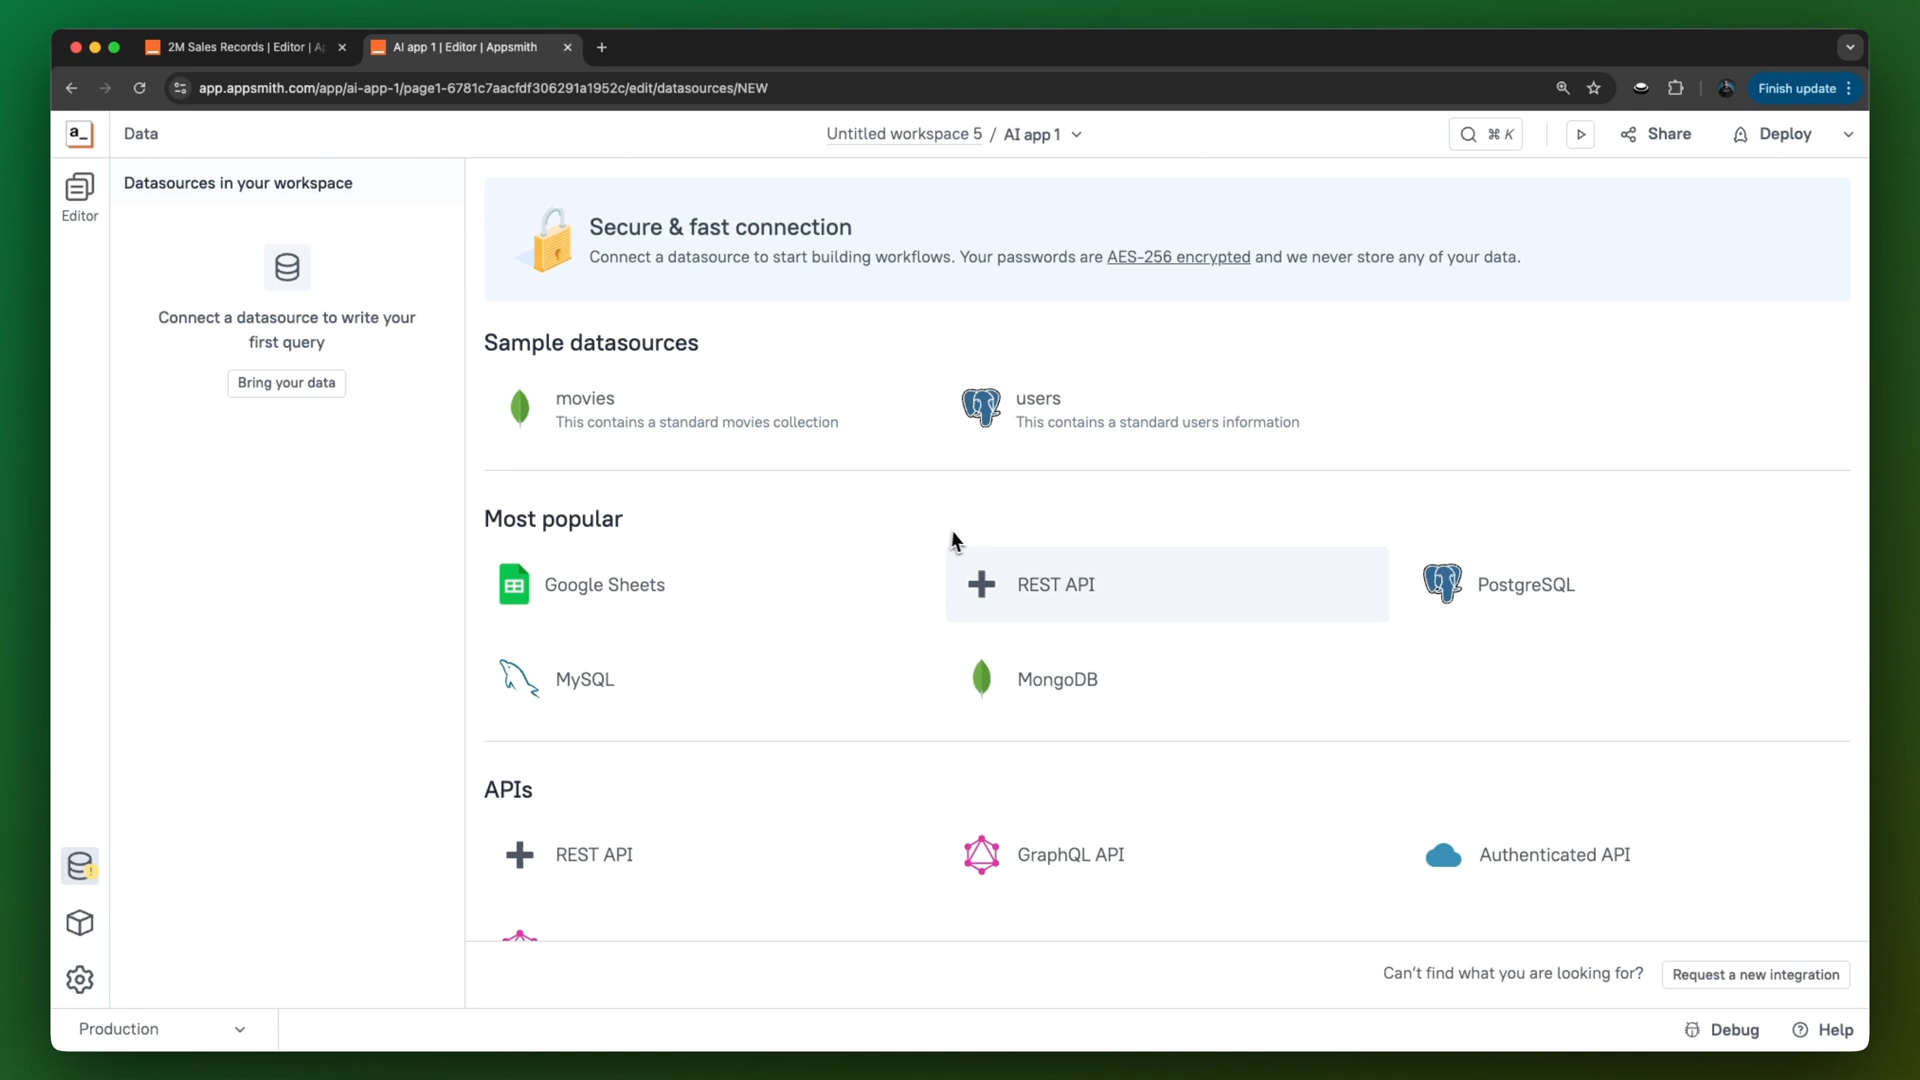 2M Sales Records | Editor | A
AI app 1 | Editor | Appsmith
app.appsmith.com/app/ai-app-1/page1-6781c7aacfdf306291a1952c/edit/datasources/NEW
Finish update
a_
Data
Untitled workspace 5 / AI app 1
⌘ K
Share
Deploy
Editor
Datasources in your workspace
Connect a datasource to write your
first query
Bring your data
Secure & fast connection
Connect a datasource to start building workflows. Your passwords are AES-256 encrypted and we never store any of your data.
Sample datasources
movies
This contains a standard movies collection
users
This contains a standard users information
Most popular
Google Sheets
REST API
PostgreSQL
MySQL
MongoDB
APIs
REST API
GraphQL API
Authenticated API
Can't find what you are looking for?
Request a new integration
Production
Debug
Help